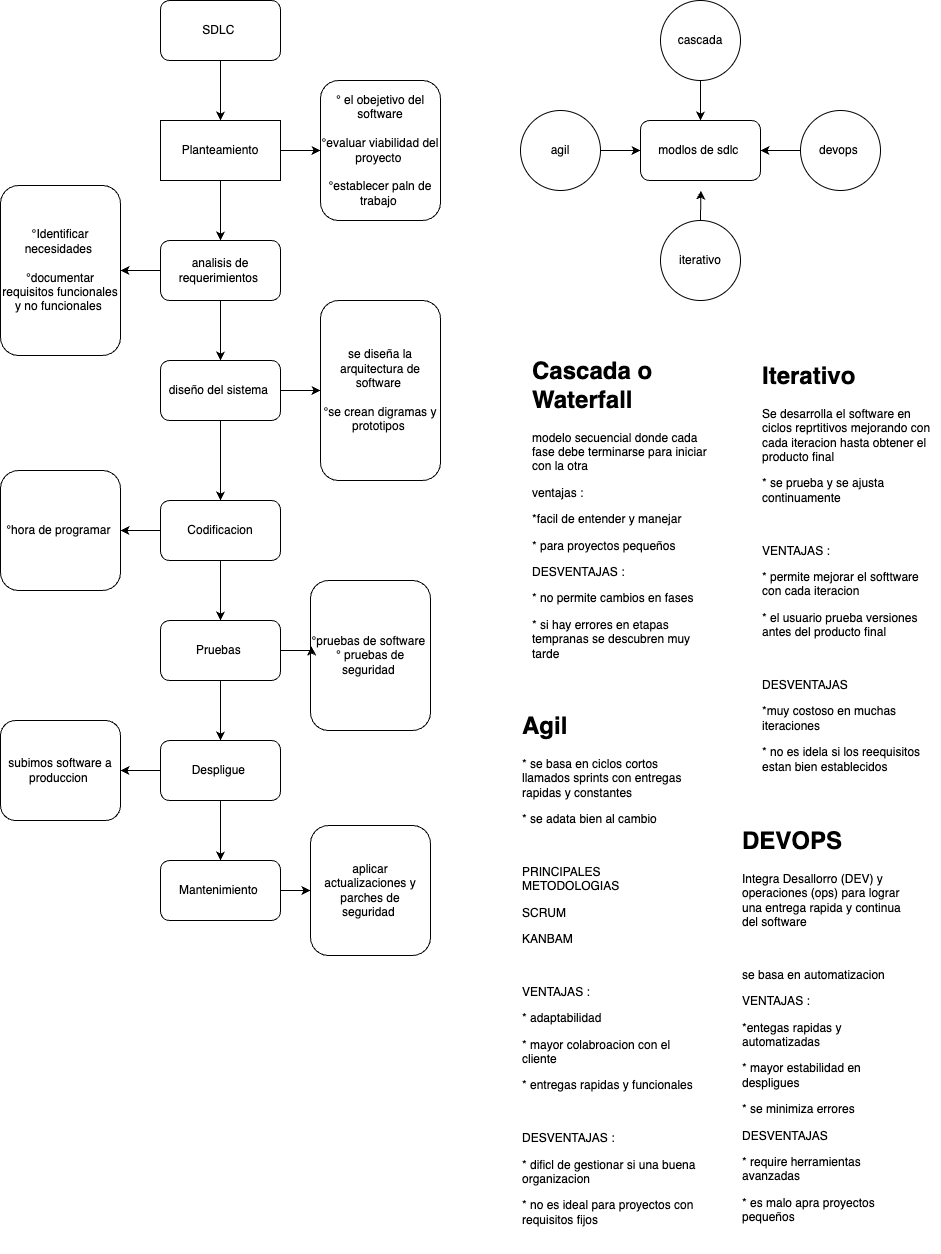 SDLC
Planteamiento
° el obejetivo del
software
°evaluar viabilidad del
proyecto
°establecer paln de
trabajo
°Identificar
necesidades
°documentar
requisitos funcionales
y no funcionales
analisis de
requerimientos
diseño del sistema
se diseña la
arquitectura de
software
°se crean digramas y
prototipos
°hora de programar
Codificacion
Pruebas
°pruebas de software
° pruebas de
seguridad
subimos software a
produccion
Despligue
Mantenimiento
aplicar
actualizaciones y
parches de
seguridad
cascada
agil
modlos de sdlc
devops
iterativo
Cascada o
Waterfall
modelo secuencial donde cada
fase debe terminarse para iniciar
con la otra
ventajas :
*facil de entender y manejar
* para proyectos pequeños
DESVENTAJAS :
* no permite cambios en fases
* si hay errores en etapas
tempranas se descubren muy
tarde
Iterativo
Se desarrolla el software en
ciclos reprtitivos mejorando con
cada iteracion hasta obtener el
producto final
* se prueba y se ajusta
continuamente
VENTAJAS :
* permite mejorar el softtware
con cada iteracion
* el usuario prueba versiones
antes del producto final
DESVENTAJAS
*muy costoso en muchas
iteraciones
* no es idela si los reequisitos
estan bien establecidos
Agil
* se basa en ciclos cortos
llamados sprints con entregas
rapidas y constantes
* se adata bien al cambio
PRINCIPALES
METODOLOGIAS
SCRUM
KANBAM
VENTAJAS :
* adaptabilidad
* mayor colabroacion con el
cliente
* entregas rapidas y funcionales
DESVENTAJAS :
* dificl de gestionar si una buena
organizacion
* no es ideal para proyectos con
requisitos fijos
DEVOPS
Integra Desallorro (DEV) y
operaciones (ops) para lograr
una entrega rapida y continua
del software
se basa en automatizacion
VENTAJAS :
*entegas rapidas y
automatizadas
* mayor estabilidad en
despligues
* se minimiza errores
DESVENTAJAS
* require herramientas
avanzadas
* es malo apra proyectos
pequeños